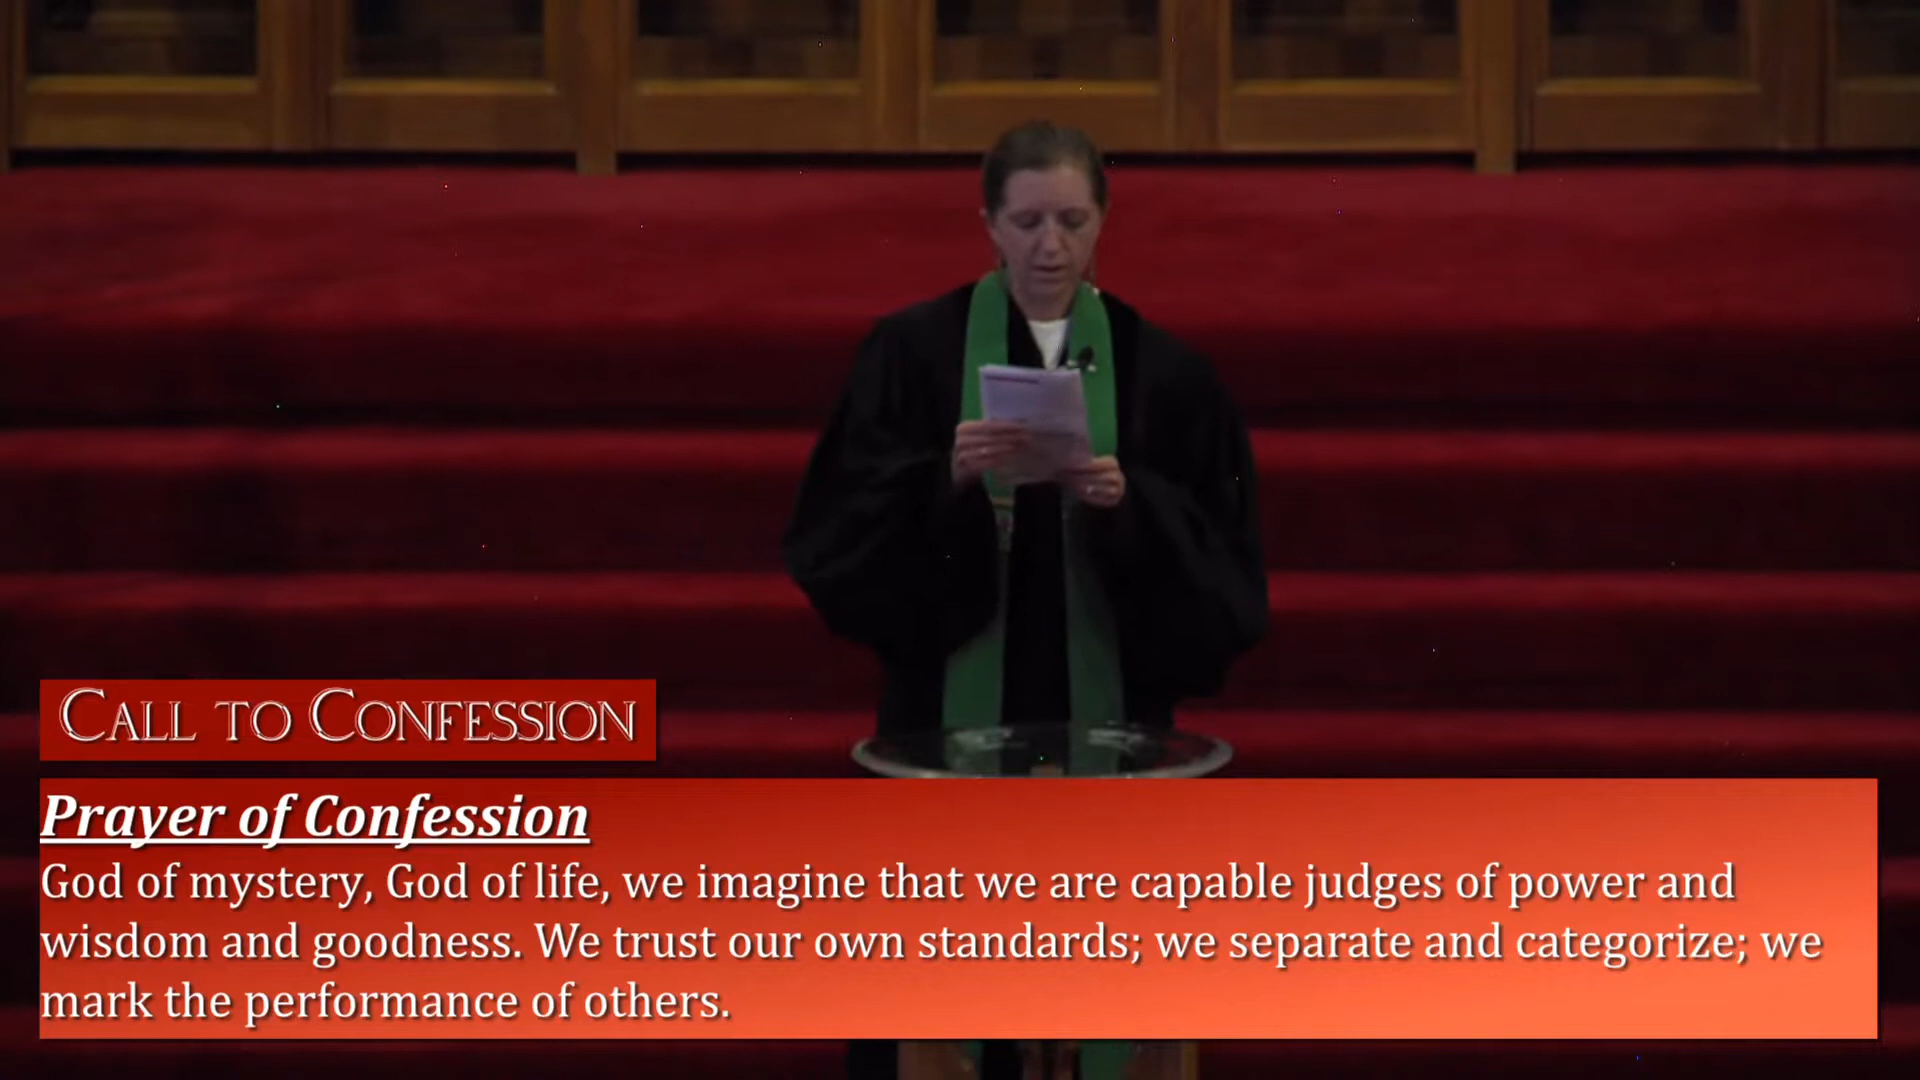 Call to Confession
Prayer of Confession
God of mystery, God of life, we imagine that we are capable judges of power and
wisdom and goodness. We trust our own standards; we separate and categorize; we
mark the performance of others.